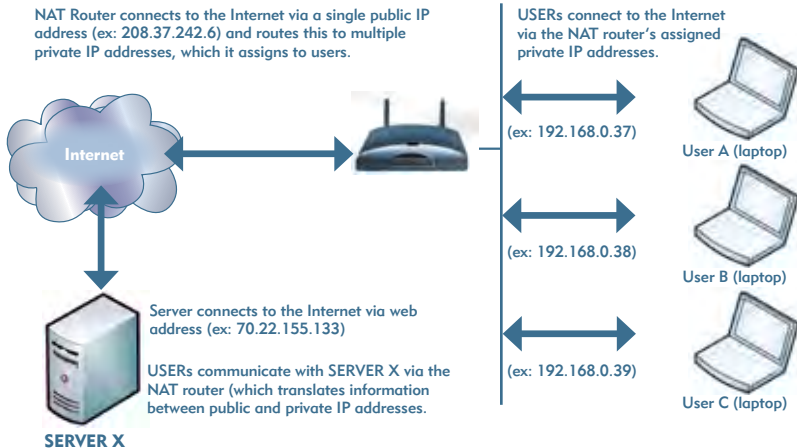 NAT Router connects to the Internet via a single public IP
address (ex: 208.37.242.6) and routes this to multiple
private IP addresses, which it assigns to users.
USERs connect to the Internet
via the NAT router’s assigned
private IP addresses.
Internet
(ex: 192.168.0.37)
User A (laptop)
(ex: 192.168.0.38)
User B (laptop)
Server connects to the Internet via web
address (ex: 70.22.155.133)
USERs communicate with SERVER X via the
NAT router (which translates information
between public and private IP addresses.
(ex: 192.168.0.39)
User C (laptop)
SERVER X